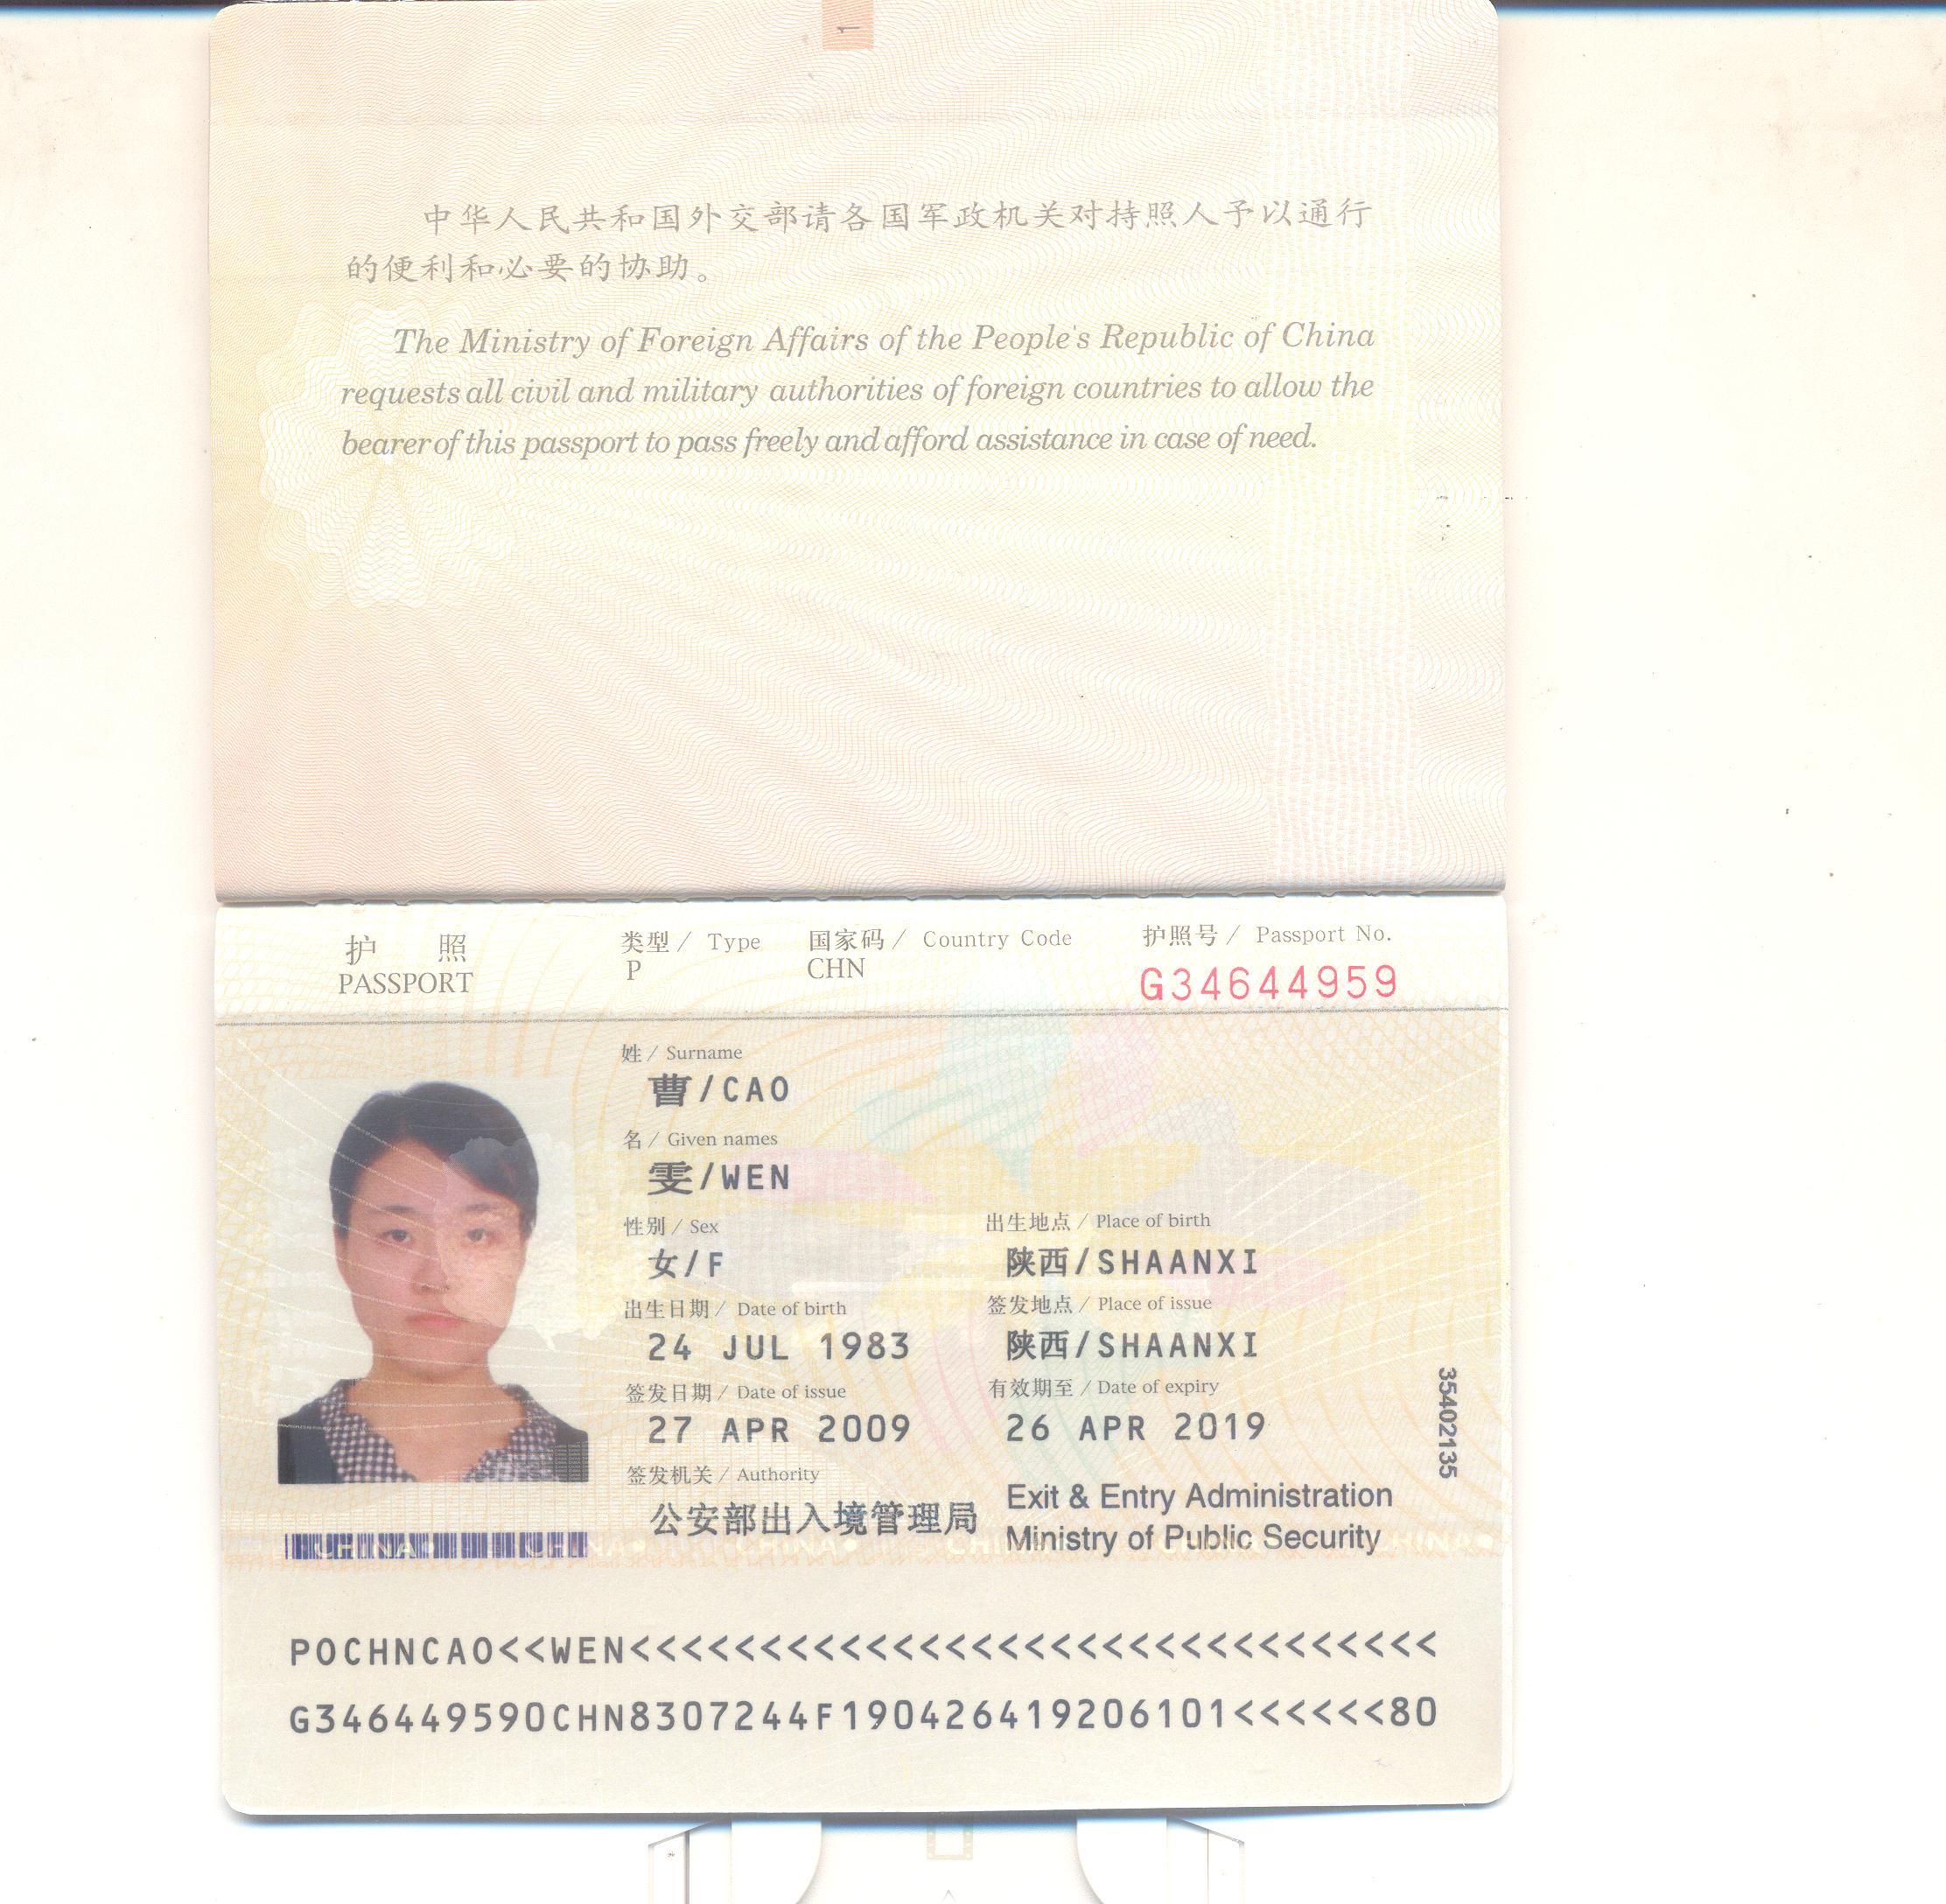 1
中华人民共和国外交部请各国军政机关对持照人予以通行
的便利和必要的协助。
The Ministry of Foreign Affairs of the People's Republic of China
requests all civil and military authorities of foreign countries to allow the
bearer of this passport to pass freely and afford assistance in case of need.
护 照 类型 / Type 国家码 / Country Code 护照号 / Passport No.
PASSPORT P CHN G34644959
姓 / Surname
曹/CAO
名 / Given names
雯/WEN
性别 / Sex 出生地点 / Place of birth
女/F 陕西/SHAANXI
出生日期 / Date of birth 签发地点 / Place of issue
24 JUL 1983 陕西/SHAANXI
签发日期 / Date of issue 有效期至 / Date of expiry
27 APR 2009 26 APR 2019
35402135
签发机关 / Authority
公安部出入境管理局 Exit & Entry Administration
Ministry of Public Security
CHINA CHINA CHINA CHINA CHINA CHINA
POCHNCAO<<WEN<<<<<<<<<<<<<<<<<<<<<<<<<<<<<<<
G346449590CHN8307244F190426419206101<<<<<<80